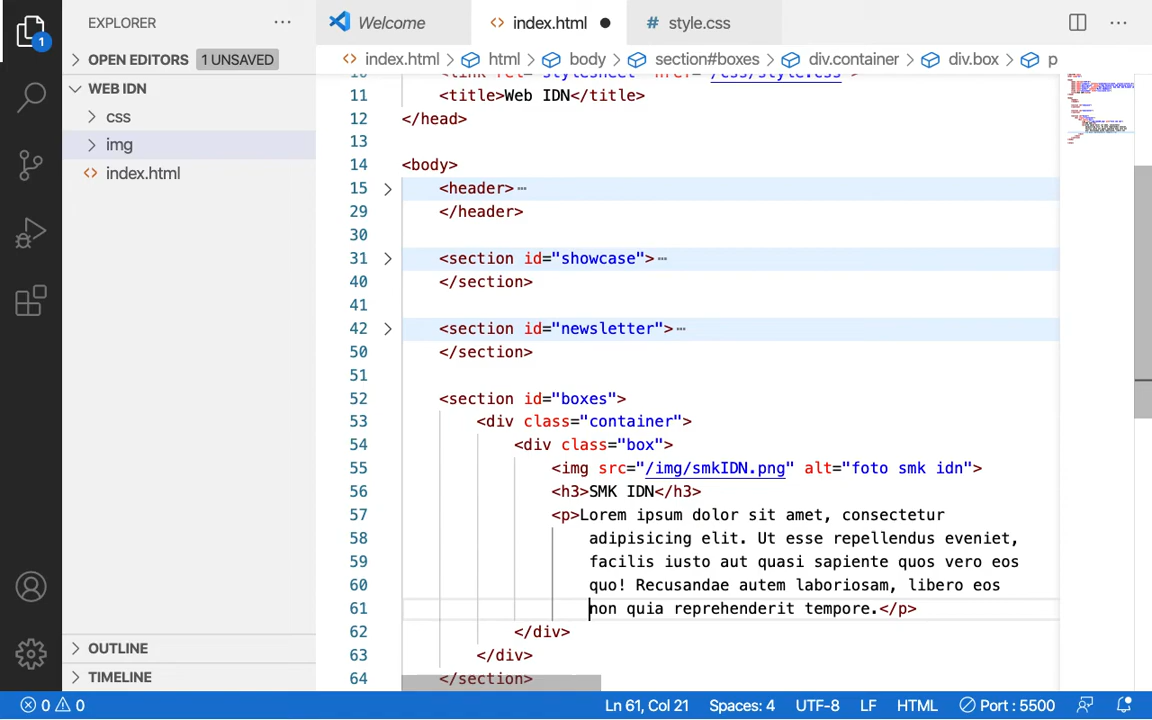 EXPLORER ···
Welcome
<> index.html ●
# style.css
···
OPEN EDITORS 1 UNSAVED
<> index.html > html > body > section#boxes > div.container > div.box > p
WEB IDN
css
img
<> index.html
OUTLINE
TIMELINE
1
11 <title>Web IDN</title>
12 </head>
13
14 <body>
15 <header>···
29 </header>
30
31 <section id="showcase">···
40 </section>
41
42 <section id="newsletter">···
50 </section>
51
52 <section id="boxes">
53 <div class="container">
54 <div class="box">
55 <img src="/img/smkIDN.png" alt="foto smk idn">
56 <h3>SMK IDN</h3>
57 <p>Lorem ipsum dolor sit amet, consectetur
58 adipisicing elit. Ut esse repellendus eveniet,
59 facilis iusto aut quasi sapiente quos vero eos
60 quo! Recusandae autem laboriosam, libero eos
61 non quia reprehenderit tempore.</p>
62 </div>
63 </div>
64 </section>
0 0 Ln 61, Col 21 Spaces: 4 UTF-8 LF HTML Port : 5500